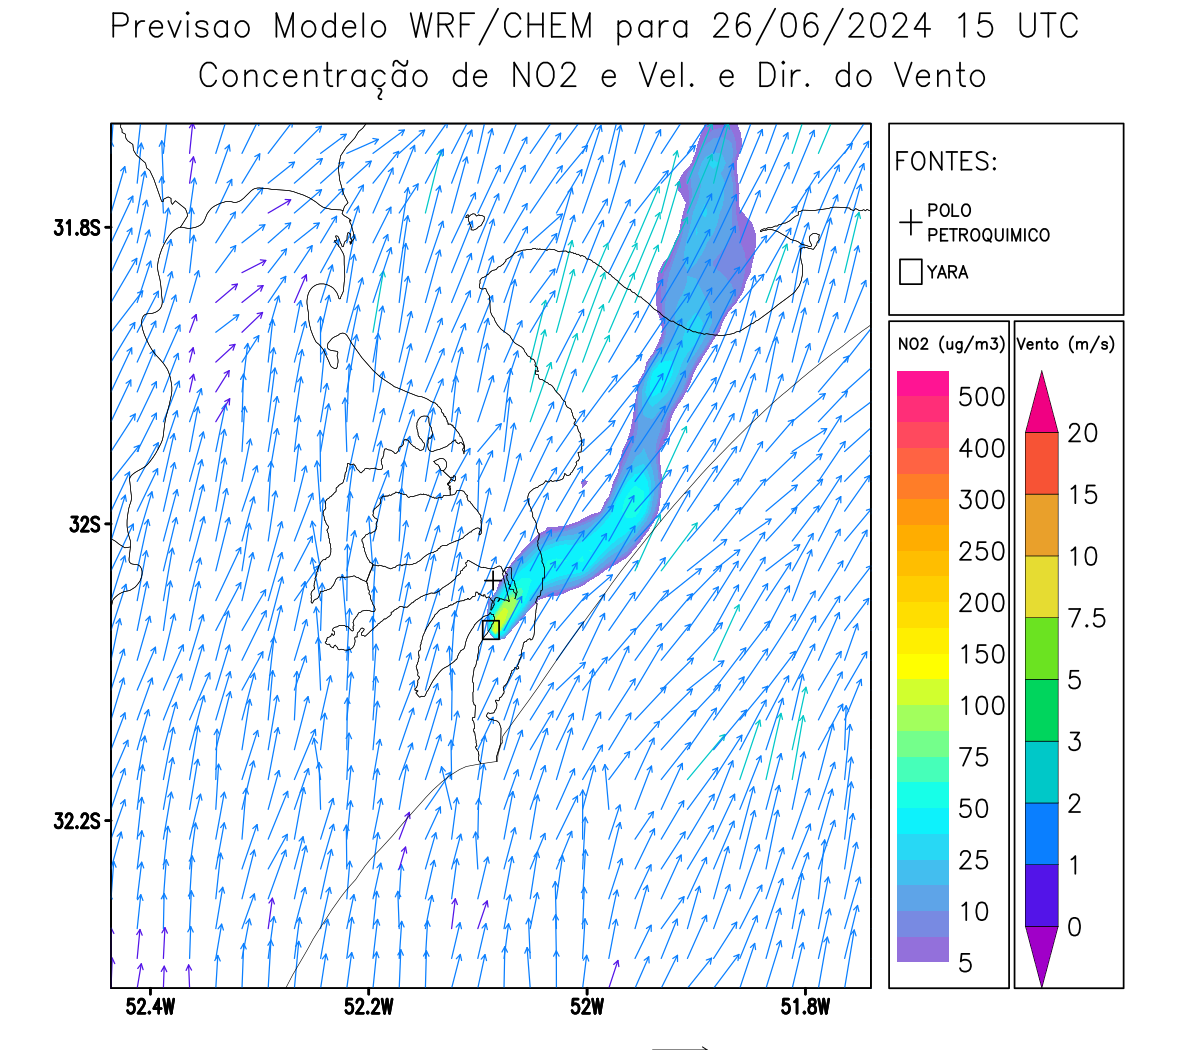 Previsao Modelo WRF/CHEM para 26/06/2024 15 UTC
Concentração de NO2 e Vel. e Dir. do Vento
FONTES:
POLO
PETROQUIMICO
YARA
NO2 (ug/m3)
500
400
300
250
200
150
100
75
50
25
10
5
Vento (m/s)
20
15
10
7.5
5
3
2
1
0
31.8S
32S
32.2S
52.4W
52.2W
52W
51.8W